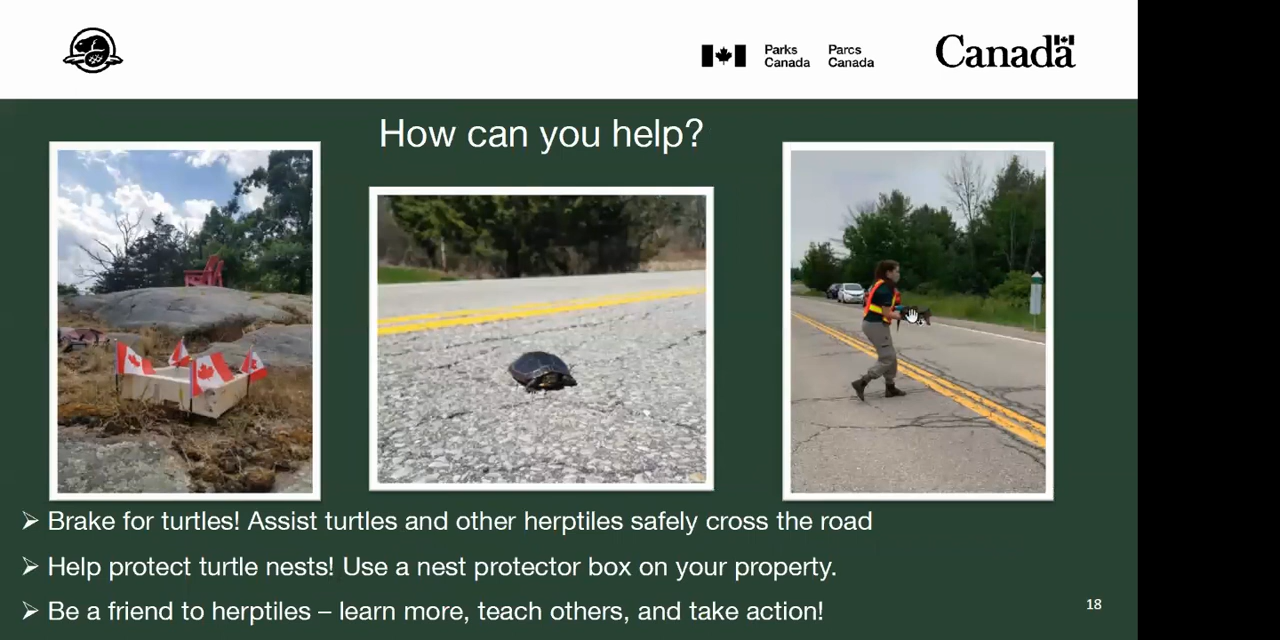 Parks Canada
Parcs Canada
Canada
How can you help?
➢ Brake for turtles! Assist turtles and other herptiles safely cross the road
➢ Help protect turtle nests! Use a nest protector box on your property.
➢ Be a friend to herptiles – learn more, teach others, and take action!
18